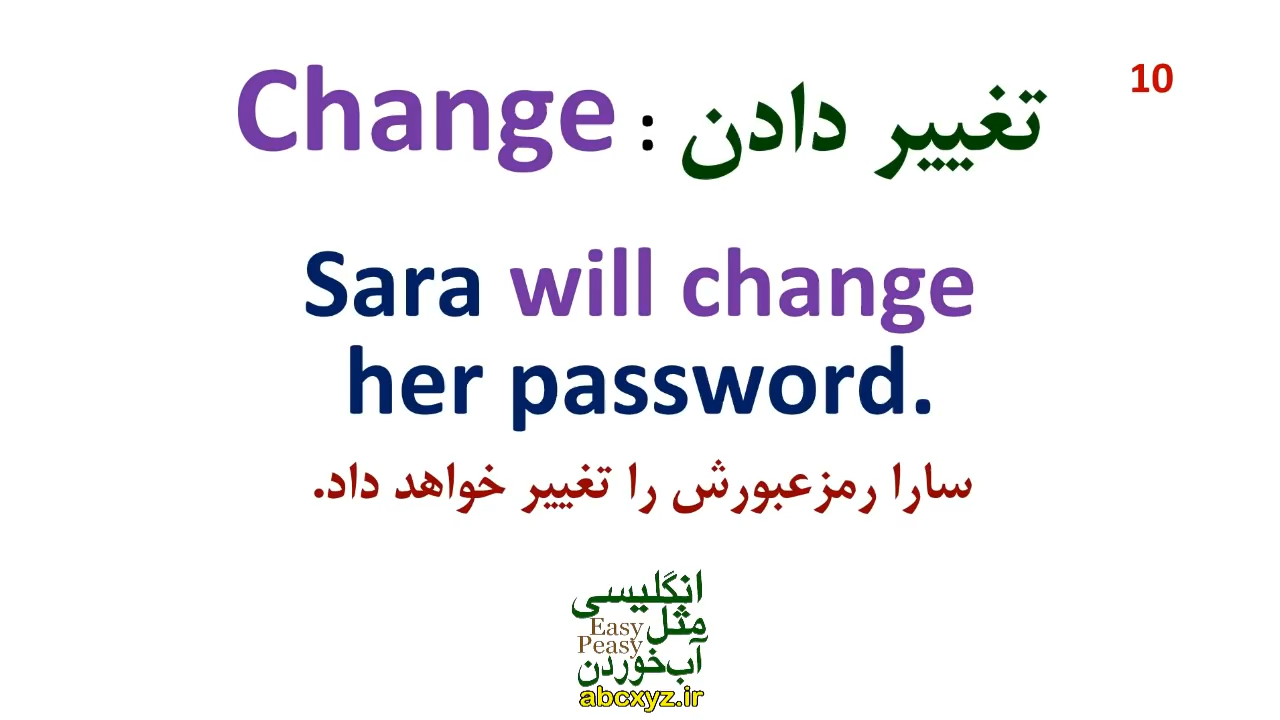 10
Change : تغییر دادن
Sara will change
her password.
سارا رمزعبورش را تغییر خواهد داد.
انگلیسی
مثل
Easy
Peasy
آب‌خوردن
abcxyz.ir